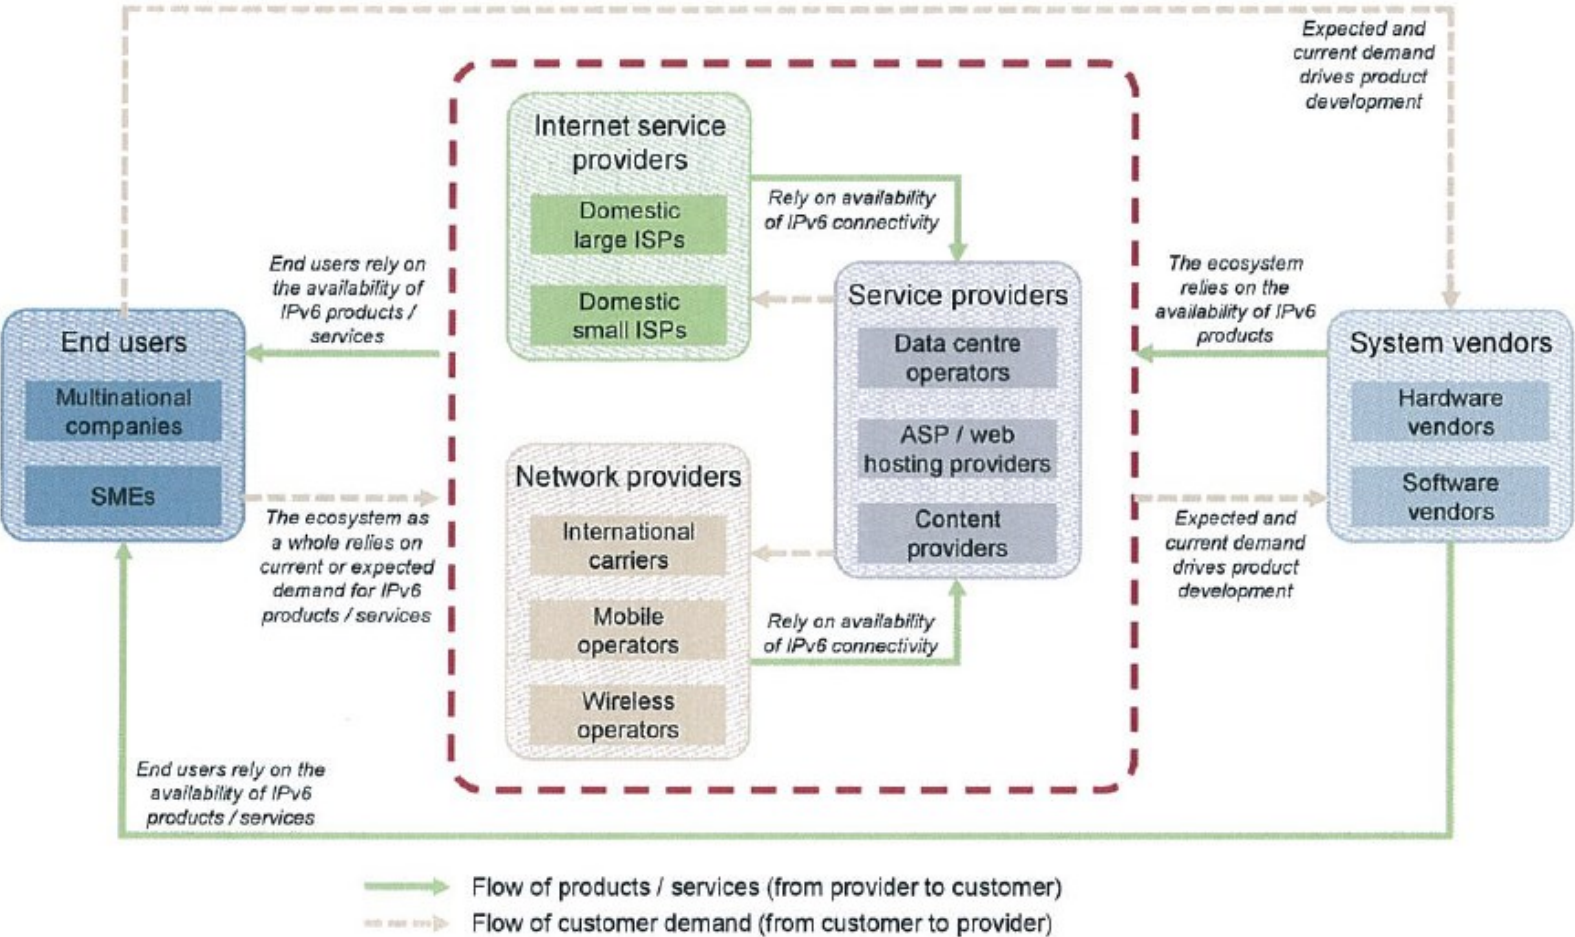 Expected and
current demand
drives product
development
Internet service
providers
Domestic
large ISPs
Domestic
small ISPs
Rely on availability
of IPv6 connectivity
End users rely on
the availability of
IPv6 products /
services
The ecosystem
relies on the
availability of IPv6
products
Service providers
Data centre
operators
ASP / web
hosting providers
Content
providers
End users
Multinational
companies
SMEs
System vendors
Hardware
vendors
Software
vendors
Network providers
International
carriers
Mobile
operators
Wireless
operators
The ecosystem as
a whole relies on
current or expected
demand for IPv6
products / services
Expected and
current demand
drives product
development
Rely on availability
of IPv6 connectivity
End users rely on the
availability of IPv6
products / services
Flow of products / services (from provider to customer)
Flow of customer demand (from customer to provider)